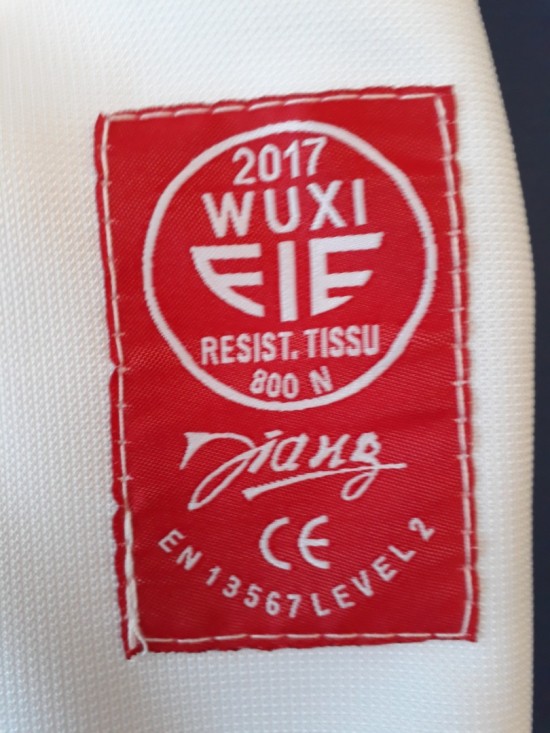 2017
WUXI
FIE
RESIST. TISSU
800 N
Jiang
CE
EN 13567 LEVEL 2